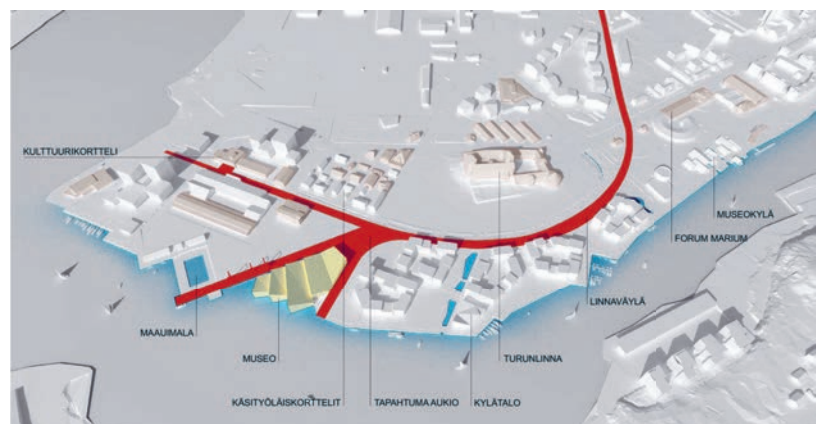 KULTTUURIKORTTELI
MUSEOKYLÄ
FORUM MARIUM
LINNAVÄYLÄ
MAAUIMALA
MUSEO
TURUNLINNA
KÄSITYÖLÄISKORTTELIT
TAPAHTUMA AUKIO
KYLÄTALO